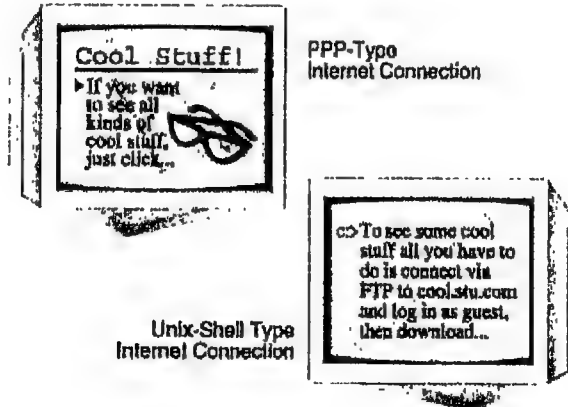 Cool Stuff!
If you want
to see all
kinds of
cool stuff,
just click...
PPP-Type
Internet Connection
c:> To see some cool
stuff all you have to
do is connect via
FTP to cool.stu.com
and log in as guest,
then download...
Unix-Shell Type
Internet Connection